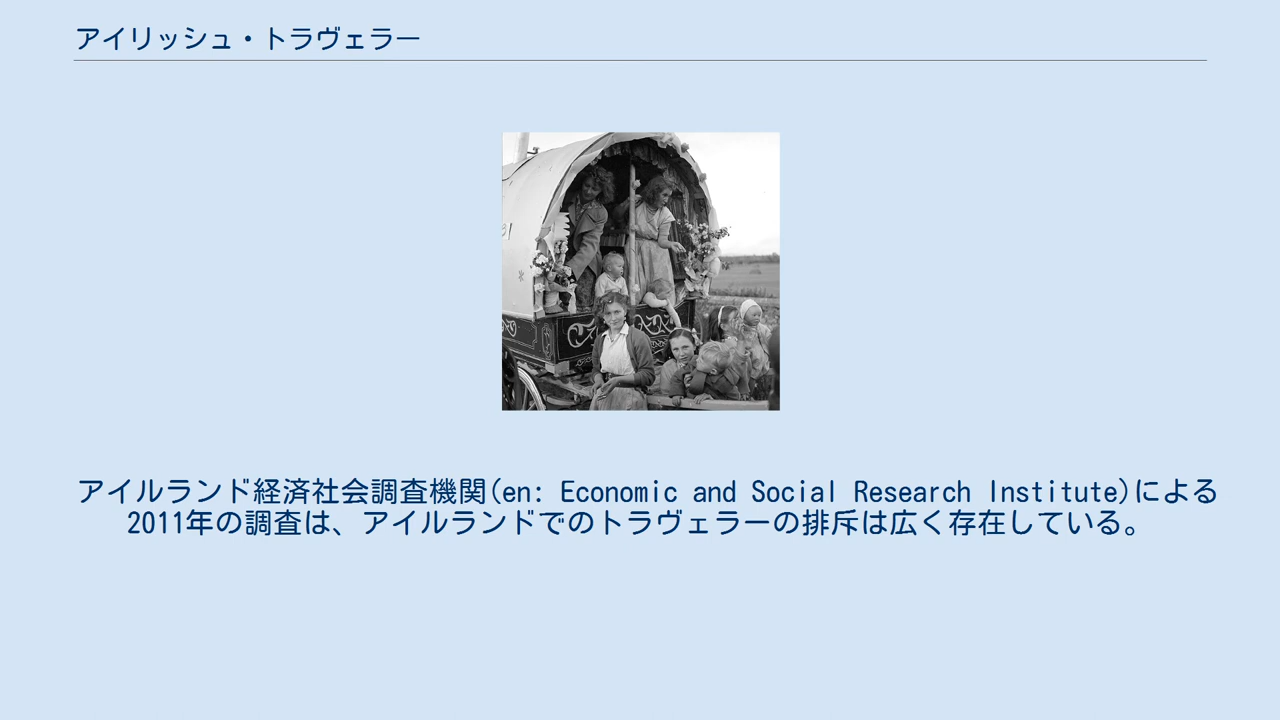 アイリッシュ・トラヴェラー
アイルランド経済社会調査機関(en: Economic and Social Research Institute)による
2011年の調査は、アイルランドでのトラヴェラーの排斥は広く存在している。